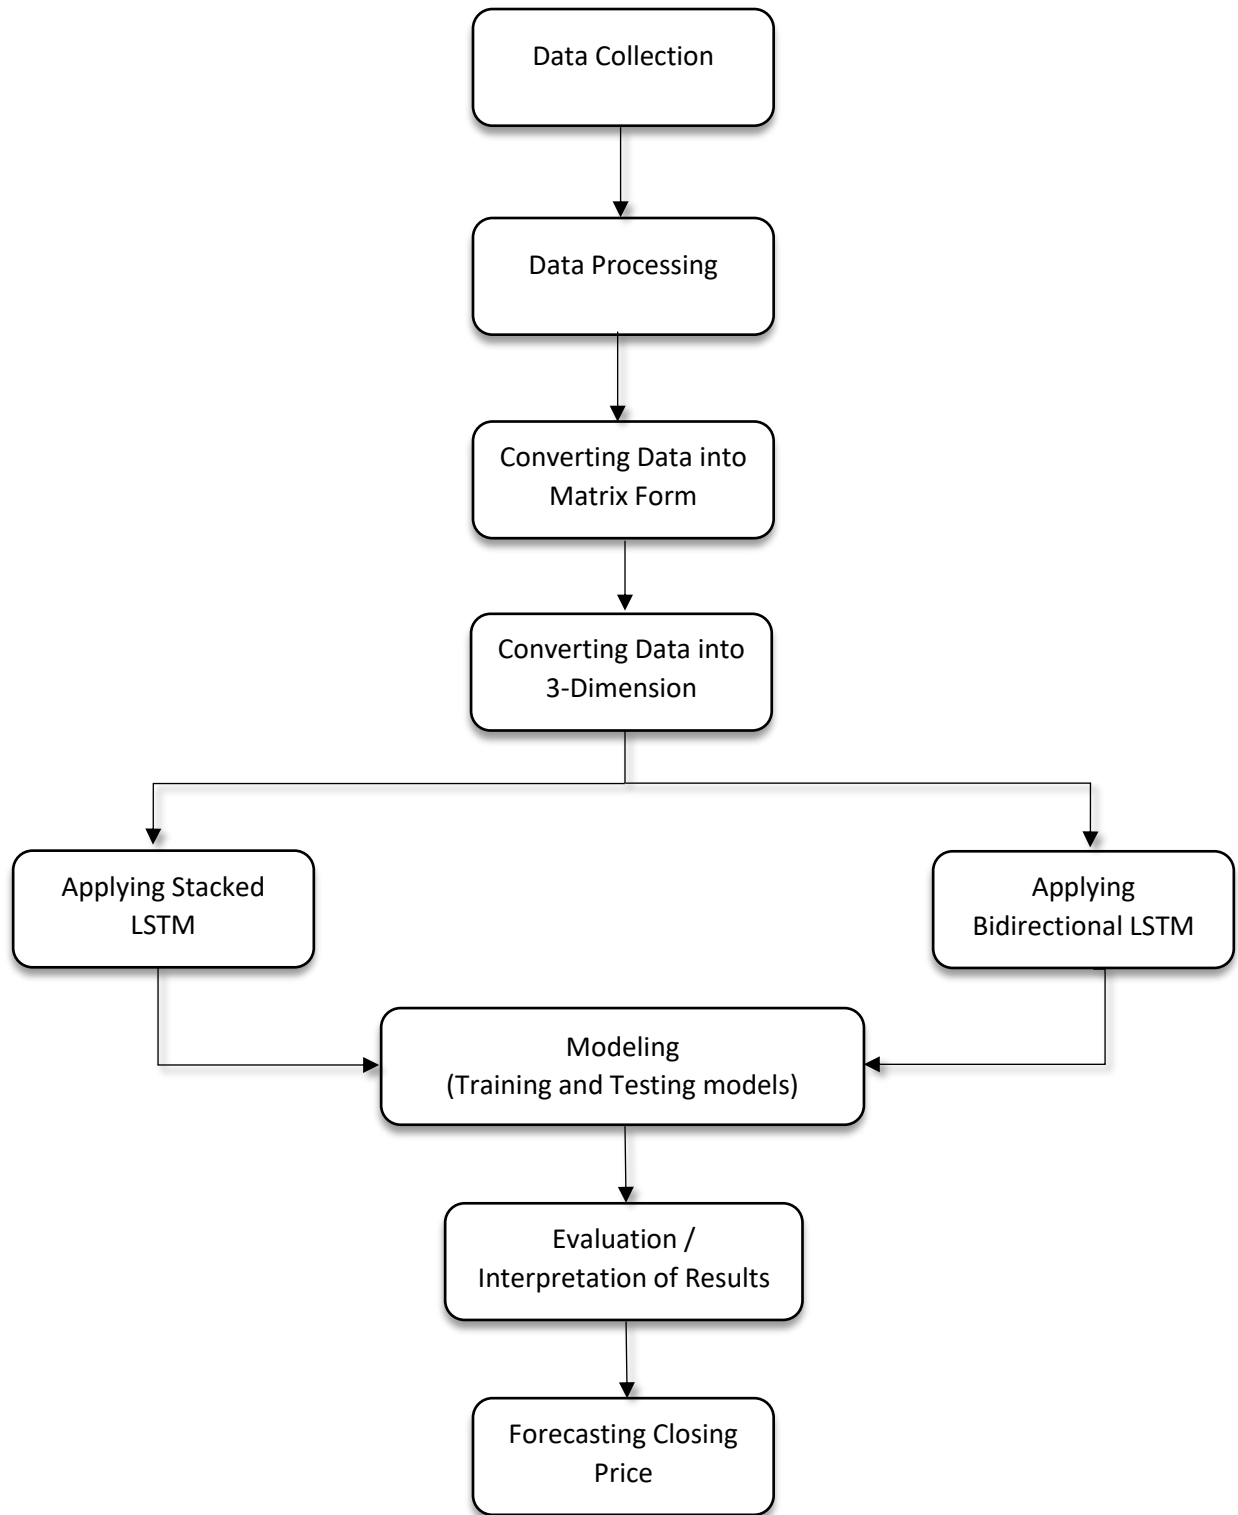 Data Collection
Data Processing
Converting Data into
Matrix Form
Converting Data into
3-Dimension
Applying Stacked
LSTM
Applying
Bidirectional LSTM
Modeling
(Training and Testing models)
Evaluation /
Interpretation of Results
Forecasting Closing
Price